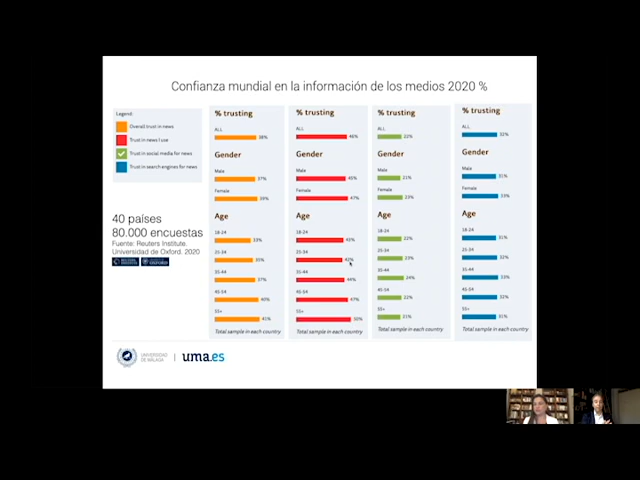 Confianza mundial en la información de los medios 2020 %
Legend:
Overall trust in news
Trust in news I use
Trust in social media for news
Trust in search engines for news
40 países
80.000 encuestas
Fuente: Reuters Institute.
Universidad de Oxford. 2020
% trusting
ALL
38%
Gender
Male
37%
Female
39%
Age
18-24
33%
25-34
35-44
37%
45-54
40%
55+
41%
Total sample in each country
% trusting
ALL
46%
Gender
Male
45%
Female
47%
Age
18-24
25-34
35-44
44%
45-54
47%
55+
50%
Total sample in each country
% trusting
ALL
22%
Gender
Male
21%
Female
23%
Age
18-24
22%
25-34
23%
35-44
24%
45-54
22%
55+
21%
Total sample in each country
% trusting
ALL
32%
Gender
Male
31%
Female
33%
Age
18-24
31%
25-34
32%
35-44
33%
45-54
32%
55+
31%
Total sample in each country
UNIVERSIDAD
DE MÁLAGA
uma.es